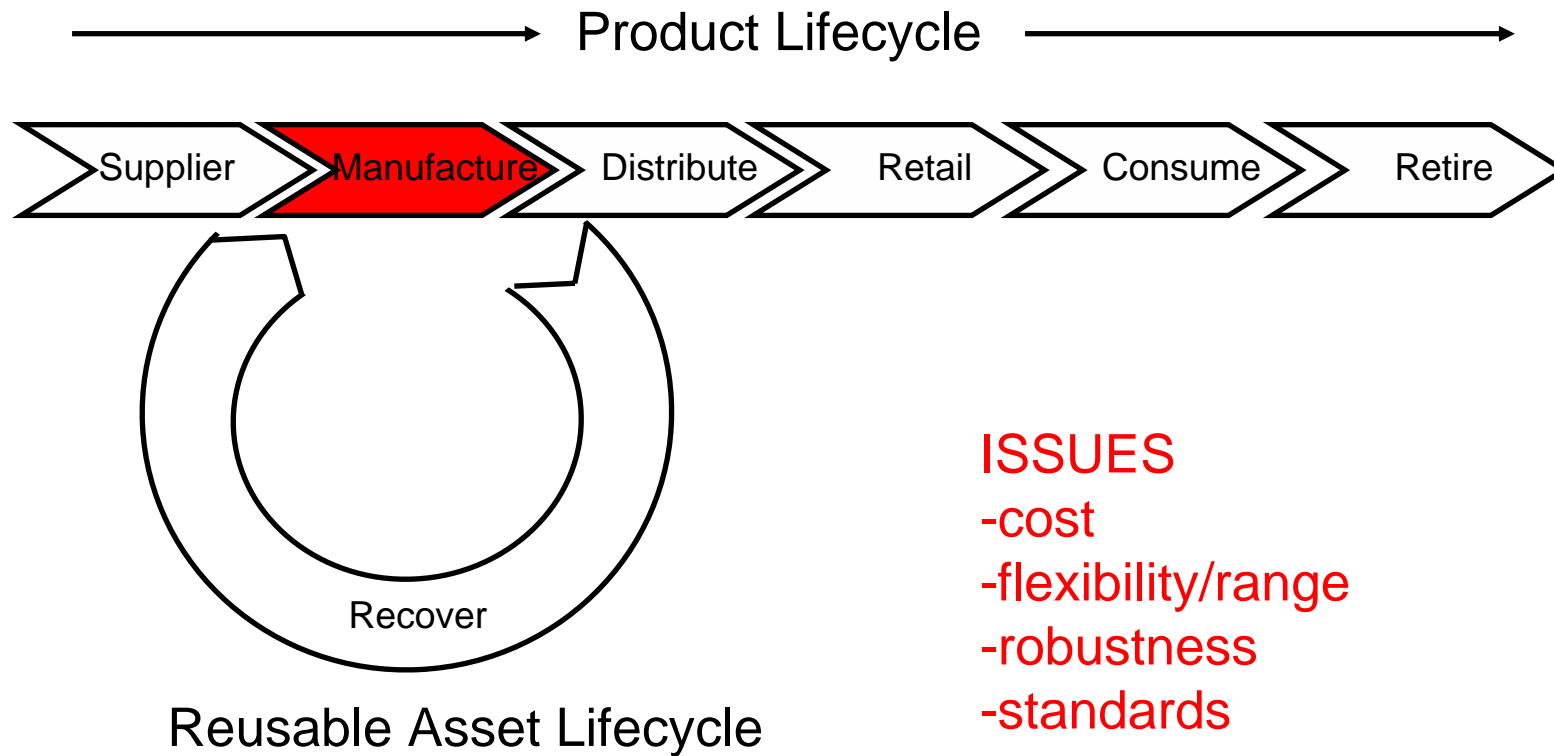 Product Lifecycle
Supplier
Manufacture
Distribute
Retail
Consume
Retire
ISSUES
-cost
-flexibility/range
-robustness
-standards
Recover
Reusable Asset Lifecycle